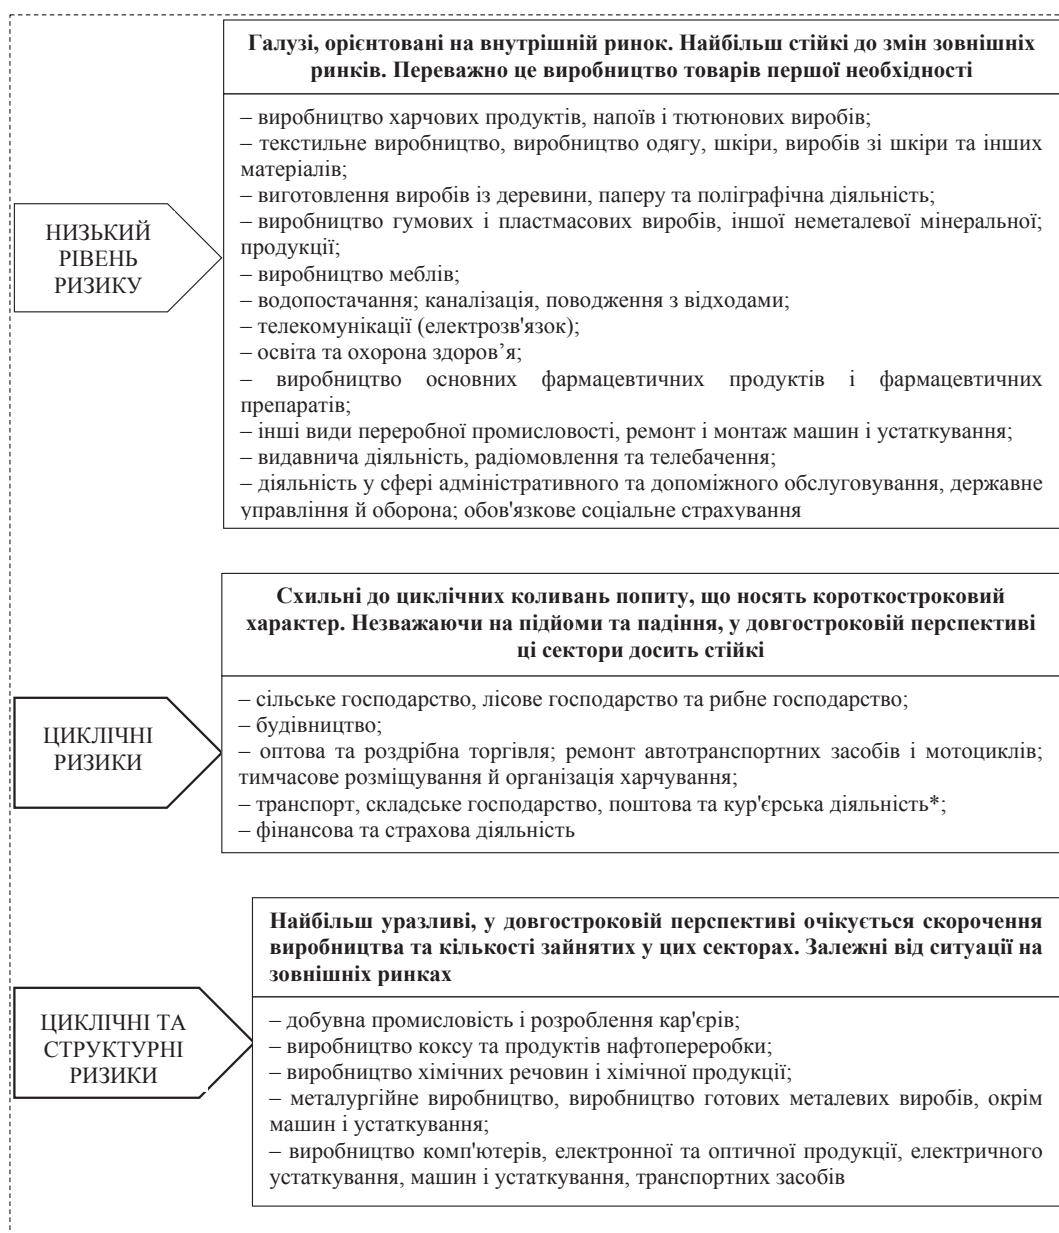 Галузі, орієнтовані на внутрішній ринок. Найбільш стійкі до змін зовнішніх
ринків. Переважно це виробництво товарів першої необхідності
НИЗЬКИЙ
РІВЕНЬ
РИЗИКУ
– виробництво харчових продуктів, напоїв і тютюнових виробів;
– текстильне виробництво, виробництво одягу, шкіри, виробів зі шкіри та інших
матеріалів;
– виготовлення виробів із деревини, паперу та поліграфічна діяльність;
– виробництво гумових і пластмасових виробів, іншої неметалевої мінеральної;
продукції;
– виробництво меблів;
– водопостачання; каналізація, поводження з відходами;
– телекомунікації (електрозв'язок);
– освіта та охорона здоров’я;
– виробництво основних фармацевтичних продуктів і фармацевтичних
препаратів;
– інші види переробної промисловості, ремонт і монтаж машин і устаткування;
– видавнича діяльність, радіомовлення та телебачення;
– діяльність у сфері адміністративного та допоміжного обслуговування, державне
управління й оборона; обов'язкове соціальне страхування
Схильні до циклічних коливань попиту, що носять короткостроковий
характер. Незважаючи на підйоми та падіння, у довгостроковій перспективі
ці сектори досить стійкі
ЦИКЛІЧНІ
РИЗИКИ
– сільське господарство, лісове господарство та рибне господарство;
– будівництво;
– оптова та роздрібна торгівля; ремонт автотранспортних засобів і мотоциклів;
тимчасове розміщування й організація харчування;
– транспорт, складське господарство, поштова та кур'єрська діяльність*;
– фінансова та страхова діяльність
Найбільш уразливі, у довгостроковій перспективі очікується скорочення
виробництва та кількості зайнятих у цих секторах. Залежні від ситуації на
зовнішніх ринках
ЦИКЛІЧНІ ТА
СТРУКТУРНІ
РИЗИКИ
– добувна промисловість і розроблення кар'єрів;
– виробництво коксу та продуктів нафтопереробки;
– виробництво хімічних речовин і хімічної продукції;
– металургійне виробництво, виробництво готових металевих виробів, окрім
машин і устаткування;
– виробництво комп'ютерів, електронної та оптичної продукції, електричного
устаткування, машин і устаткування, транспортних засобів